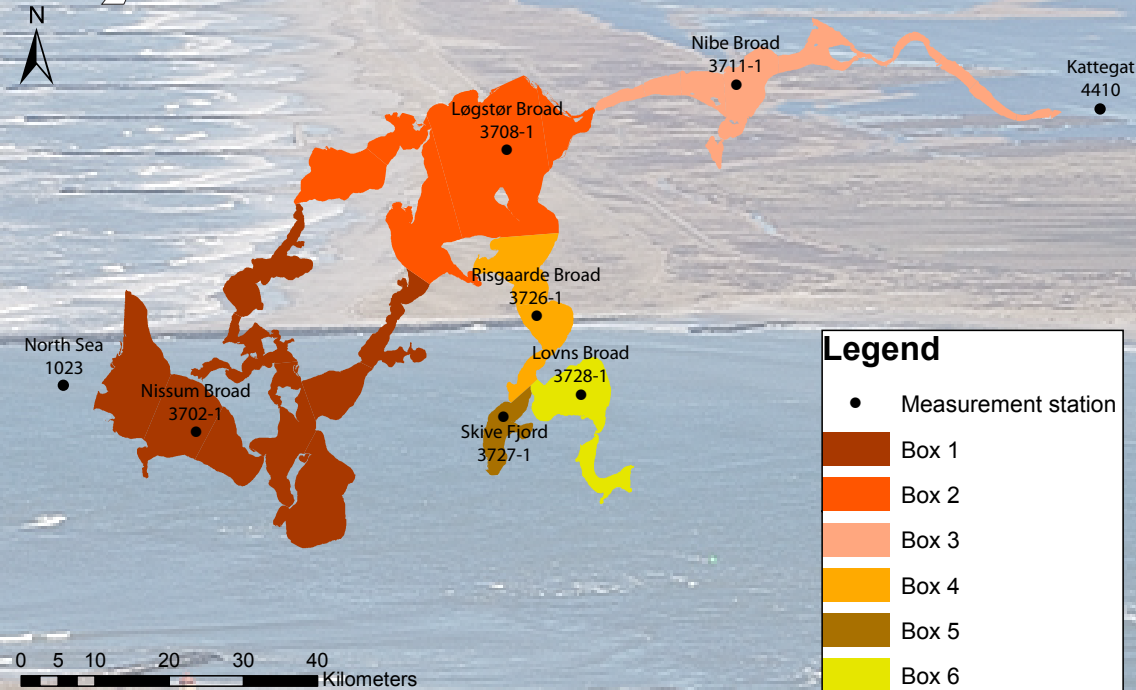 N
Nibe Broad
3711-1
Kattegat
4410
Løgstør Broad
3708-1
Risgaarde Broad
3726-1
North Sea
1023
Lovns Broad
3728-1
Nissum Broad
3702-1
Skive Fjord
3727-1
Legend
Measurement station
Box 1
Box 2
Box 3
Box 4
Box 5
Box 6
0 5 10 20 30 40
Kilometers